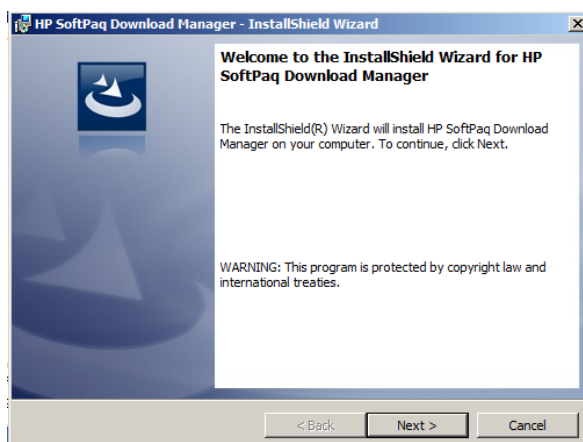 HP SoftPaq Download Manager - InstallShield Wizard
Welcome to the InstallShield Wizard for HP
SoftPaq Download Manager
The InstallShield(R) Wizard will install HP SoftPaq Download
Manager on your computer. To continue, click Next.
WARNING: This program is protected by copyright law and
international treaties.
< Back
Next >
Cancel